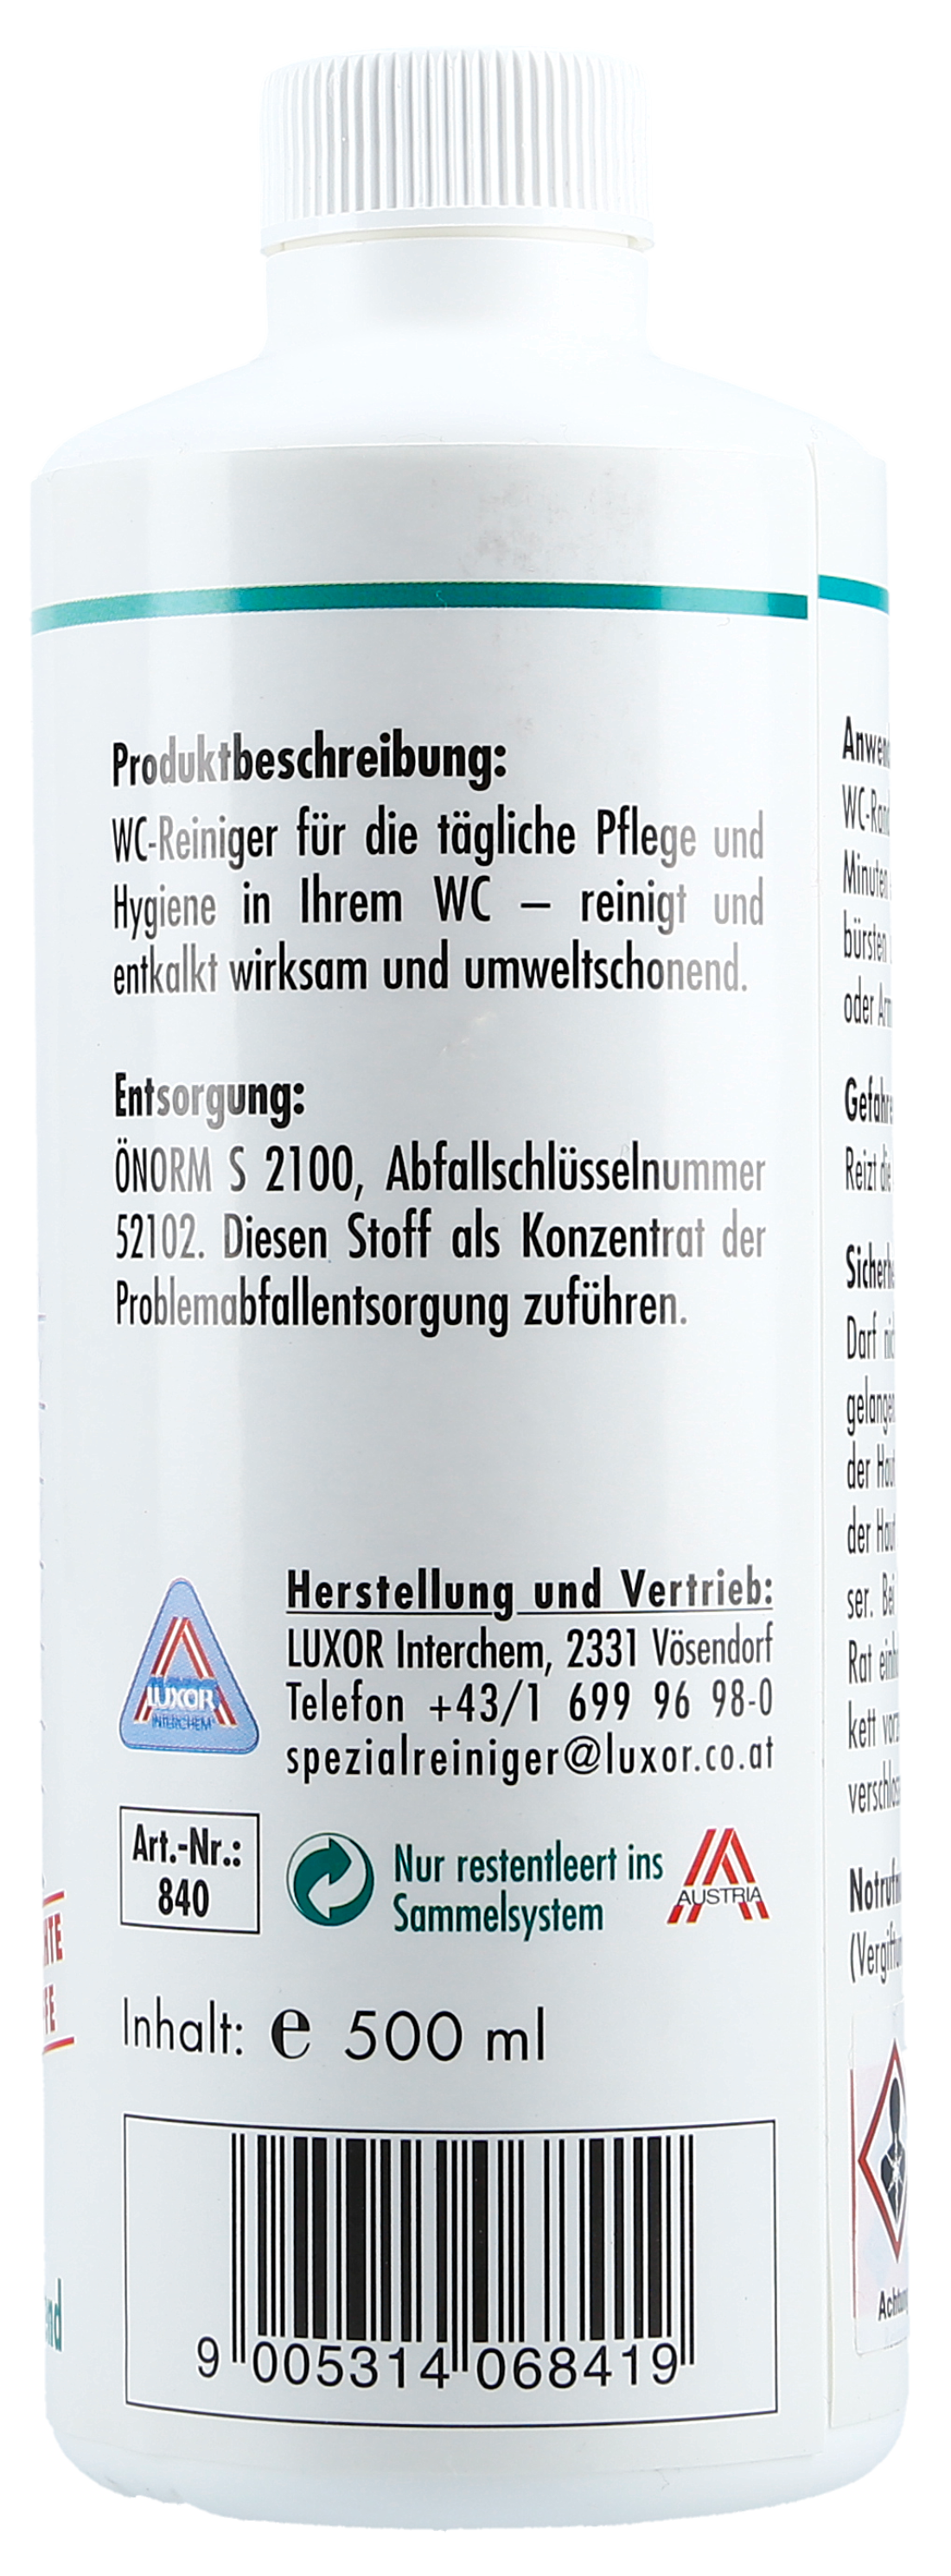 Produktbeschreibung:
WC-Reiniger für die tägliche Pflege und
Hygiene in Ihrem WC – reinigt und
entkalkt wirksam und umweltschonend.
Entsorgung:
ÖNORM S 2100, Abfallschlüsselnummer
52102. Diesen Stoff als Konzentrat der
Problemabfallentsorgung zuführen.
LUXOR
INTERCHEM
Herstellung und Vertrieb:
LUXOR Interchem, 2331 Vösendorf
Telefon +43/1 699 96 98-0
spezialreiniger@luxor.co.at
Art.-Nr.:
840
Nur restentleert ins
Sammelsystem
AUSTRIA
Inhalt: e 500 ml
9 005314 068419
Minuten
bürsten
oder
Reizt die
Darf
der
der
ser.
Rat
kett